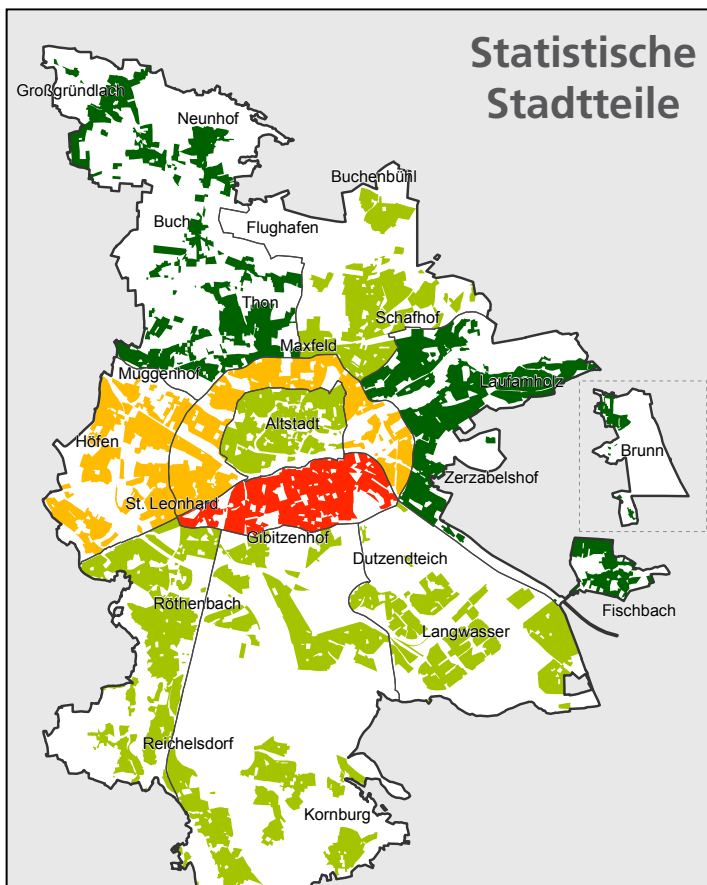 Statistische
Stadtteile
Großgründlach
Neunhof
Buchenbühl
Buch
Flughafen
Thon
Schafhof
Maxfeld
Muggenhof
Laufamholz
Altstadt
Höfen
Brunn
Zerzabelshof
St. Leonhard
Gibitzenhof
Dutzendteich
Röthenbach
Fischbach
Langwasser
Reichelsdorf
Kornburg